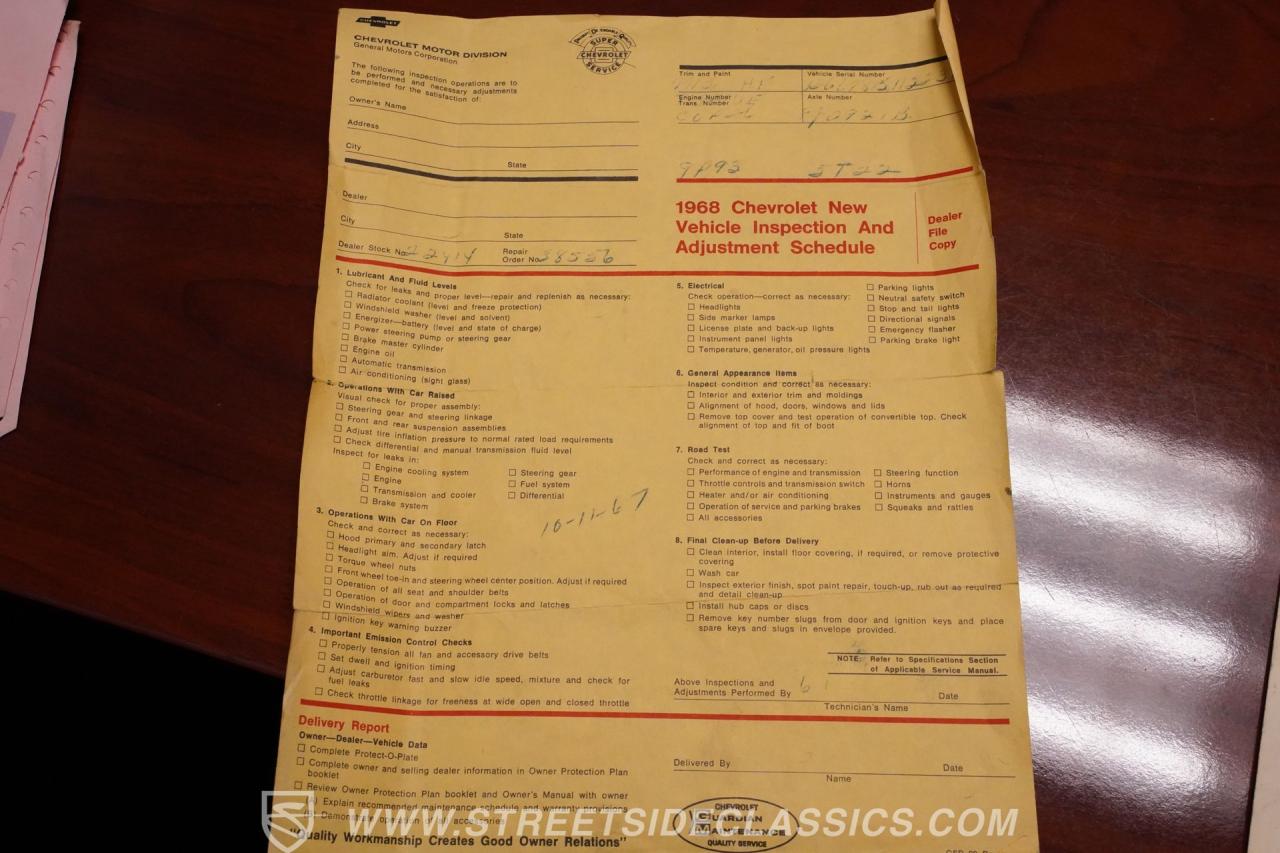 CHEVROLET
CHEVROLET MOTOR DIVISION
General Motors Corporation
The following inspection operations are to
be performed and necessary adjustments
completed for the satisfaction of:
Owner's Name
Address
City State
Dealer
City
State
Dealer Stock No. 22414 Repair
Order No. 38556
SUPER
CHEVROLET
SERVICE
Trim and Paint Vehicle Serial Number
Engine Number Axle Number
Trans. Number
9P93 5T22
1968 Chevrolet New
Vehicle Inspection And
Adjustment Schedule
Dealer
File
Copy
1. Lubricant And Fluid Levels
Check for leaks and proper level—repair and replenish as necessary:
☐ Radiator coolant (level and freeze protection)
☐ Windshield washer (level and solvent)
☐ Energizer—battery (level and state of charge)
☐ Power steering pump or steering gear
☐ Brake master cylinder
☐ Engine oil
☐ Automatic transmission
☐ Air conditioning (sight glass)
2. Operations With Car Raised
Visual check for proper assembly:
☐ Steering gear and steering linkage
☐ Front and rear suspension assemblies
☐ Adjust tire inflation pressure to normal rated load requirements
☐ Check differential and manual transmission fluid level
Inspect for leaks in:
☐ Engine cooling system ☐ Steering gear
☐ Engine ☐ Fuel system
☐ Transmission and cooler ☐ Differential
☐ Brake system
10-11-67
3. Operations With Car On Floor
Check and correct as necessary:
☐ Hood primary and secondary latch
☐ Headlight aim. Adjust if required
☐ Torque wheel nuts
☐ Front wheel toe-in and steering wheel center position. Adjust if required
☐ Operation of all seat and shoulder belts
☐ Operation of door and compartment locks and latches
☐ Windshield wipers and washer
☐ Ignition key warning buzzer
4. Important Emission Control Checks
☐ Properly tension all fan and accessory drive belts
☐ Set dwell and ignition timing
☐ Adjust carburetor fast and slow idle speed, mixture and check for
fuel leaks
☐ Check throttle linkage for freeness at wide open and closed throttle
5. Electrical
Check operation—correct as necessary:
☐ Headlights
☐ Side marker lamps
☐ License plate and back-up lights
☐ Instrument panel lights
☐ Temperature, generator, oil pressure lights
☐ Parking lights
☐ Neutral safety switch
☐ Stop and tail lights
☐ Directional signals
☐ Emergency flasher
☐ Parking brake light
6. General Appearance Items
Inspect condition and correct as necessary:
☐ Interior and exterior trim and moldings
☐ Alignment of hood, doors, windows and lids
☐ Remove top cover and test operation of convertible top. Check
alignment of top and fit of boot
7. Road Test
Check and correct as necessary:
☐ Performance of engine and transmission ☐ Steering function
☐ Throttle controls and transmission switch ☐ Horns
☐ Heater and/or air conditioning ☐ Instruments and gauges
☐ Operation of service and parking brakes ☐ Squeaks and rattles
☐ All accessories
8. Final Clean-up Before Delivery
☐ Clean interior, install floor covering, if required, or remove protective
covering
☐ Wash car
☐ Inspect exterior finish, spot paint repair, touch-up, rub out as required
and detail clean-up
☐ Install hub caps or discs
☐ Remove key number slugs from door and ignition keys and place
spare keys and slugs in envelope provided.
NOTE: Refer to Specifications Section
of Applicable Service Manual.
Above Inspections and
Adjustments Performed By Date
Technician's Name
Delivery Report
Owner—Dealer—Vehicle Data
☐ Complete Protect-O-Plate
☐ Complete owner and selling dealer information in Owner Protection Plan
booklet
☐ Review Owner Protection Plan booklet and Owner's Manual with owner
☐ Explain recommended maintenance schedule and warranty provisions
☐ Demonstrate operation of all accessories
"Quality Workmanship Creates Good Owner Relations"
Delivered By Date
Name
CHEVROLET
GUARDIAN
MAINTENANCE
QUALITY SERVICE
WWW.STREETSIDECLASSICS.COM